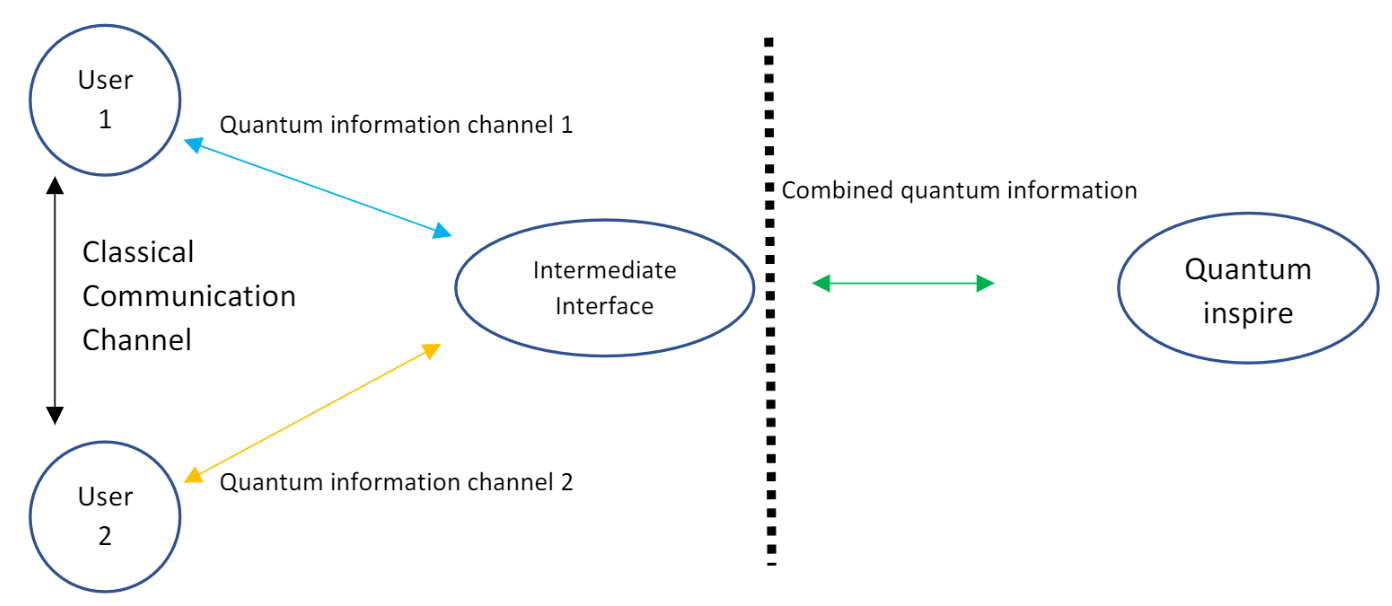 User
1
Quantum information channel 1
Combined quantum information
Classical
Communication
Channel
Intermediate
Interface
Quantum
inspire
Quantum information channel 2
User
2